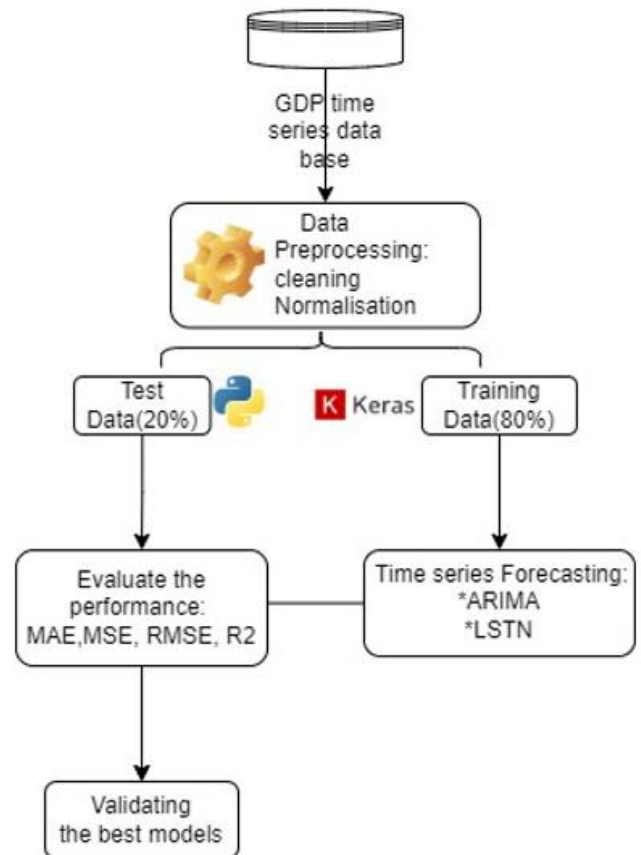 GDP time
series data
base
Data
Preprocessing:
cleaning
Normalisation
Test
Data(20%)
K Keras
Training
Data(80%)
Evaluate the
performance:
MAE,MSE, RMSE, R2
Time series Forecasting:
*ARIMA
*LSTN
Validating
the best models